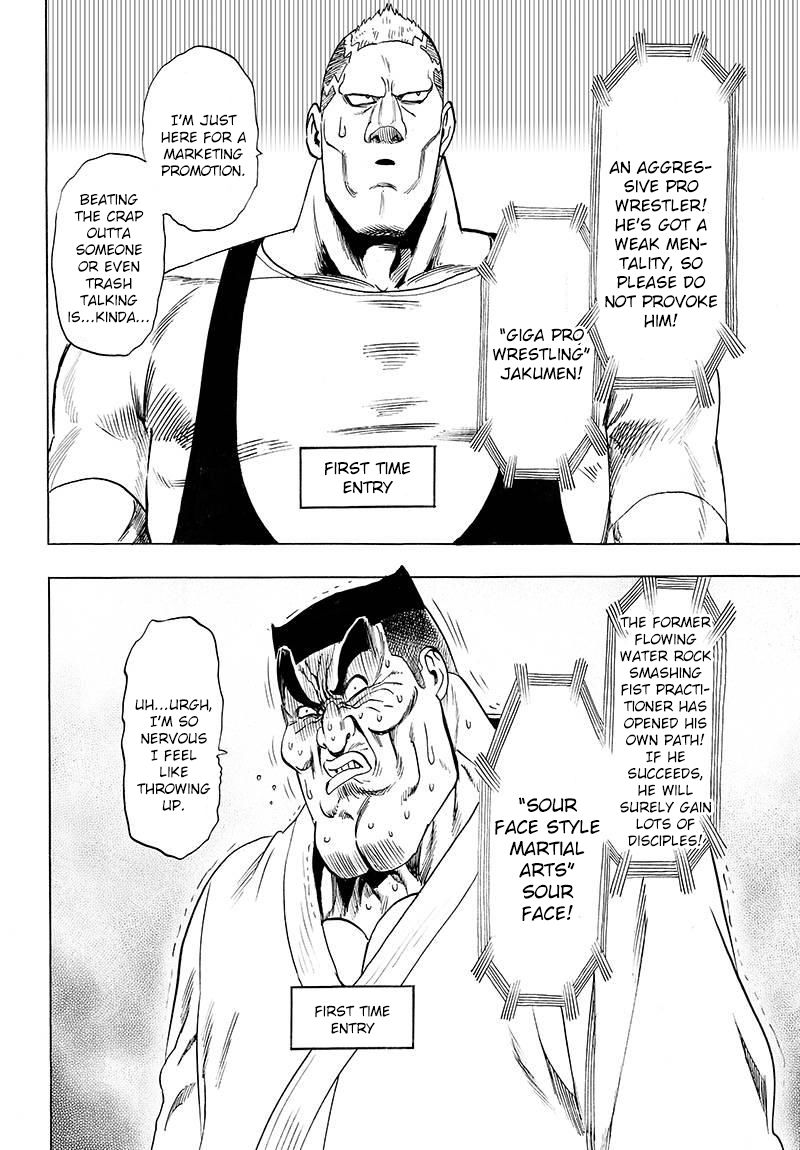 AN AGGRES-
SIVE PRO
WRESTLER!
HE'S GOT A
WEAK MEN-
TALITY, SO
PLEASE DO
NOT PROVOKE
HIM!
"GIGA PRO
WRESTLING"
JAKUMEN!
I'M JUST
HERE FOR A
MARKETING
PROMOTION.
BEATING
THE CRAP
OUTTA
SOMEONE
OR EVEN
TRASH
TALKING
IS...KINDA...
FIRST TIME
ENTRY
THE FORMER
FLOWING
WATER ROCK
SMASHING
FIST PRACTI-
TIONER HAS
OPENED HIS
OWN PATH!
IF HE
SUCCEEDS,
HE WILL
SURELY GAIN
LOTS OF
DISCIPLES!
"SOUR
FACE STYLE
MARTIAL
ARTS"
SOUR
FACE!
UH...URGH,
I'M SO
NERVOUS
I FEEL
LIKE
THROWING
UP.
FIRST TIME
ENTRY